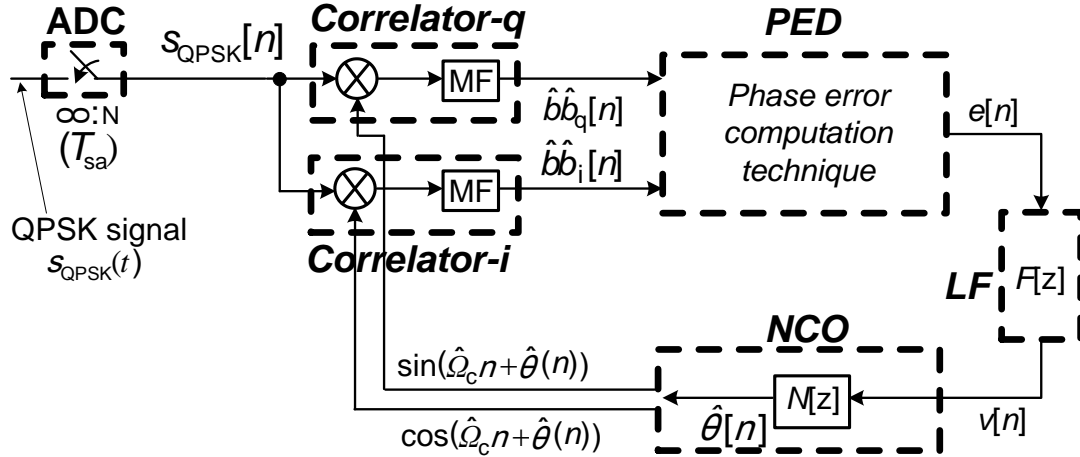 ADC
∞:N
(T_sa)
QPSK signal
s_QPSK(t)
s_QPSK[n]
Correlator-q
MF
b̂b̂_q[n]
MF
b̂b̂_i[n]
Correlator-i
PED
Phase error
computation
technique
e[n]
LF
F[z]
v[n]
NCO
N[z]
θ̂[n]
sin(Ω̂_c n+θ̂(n))
cos(Ω̂_c n+θ̂(n))